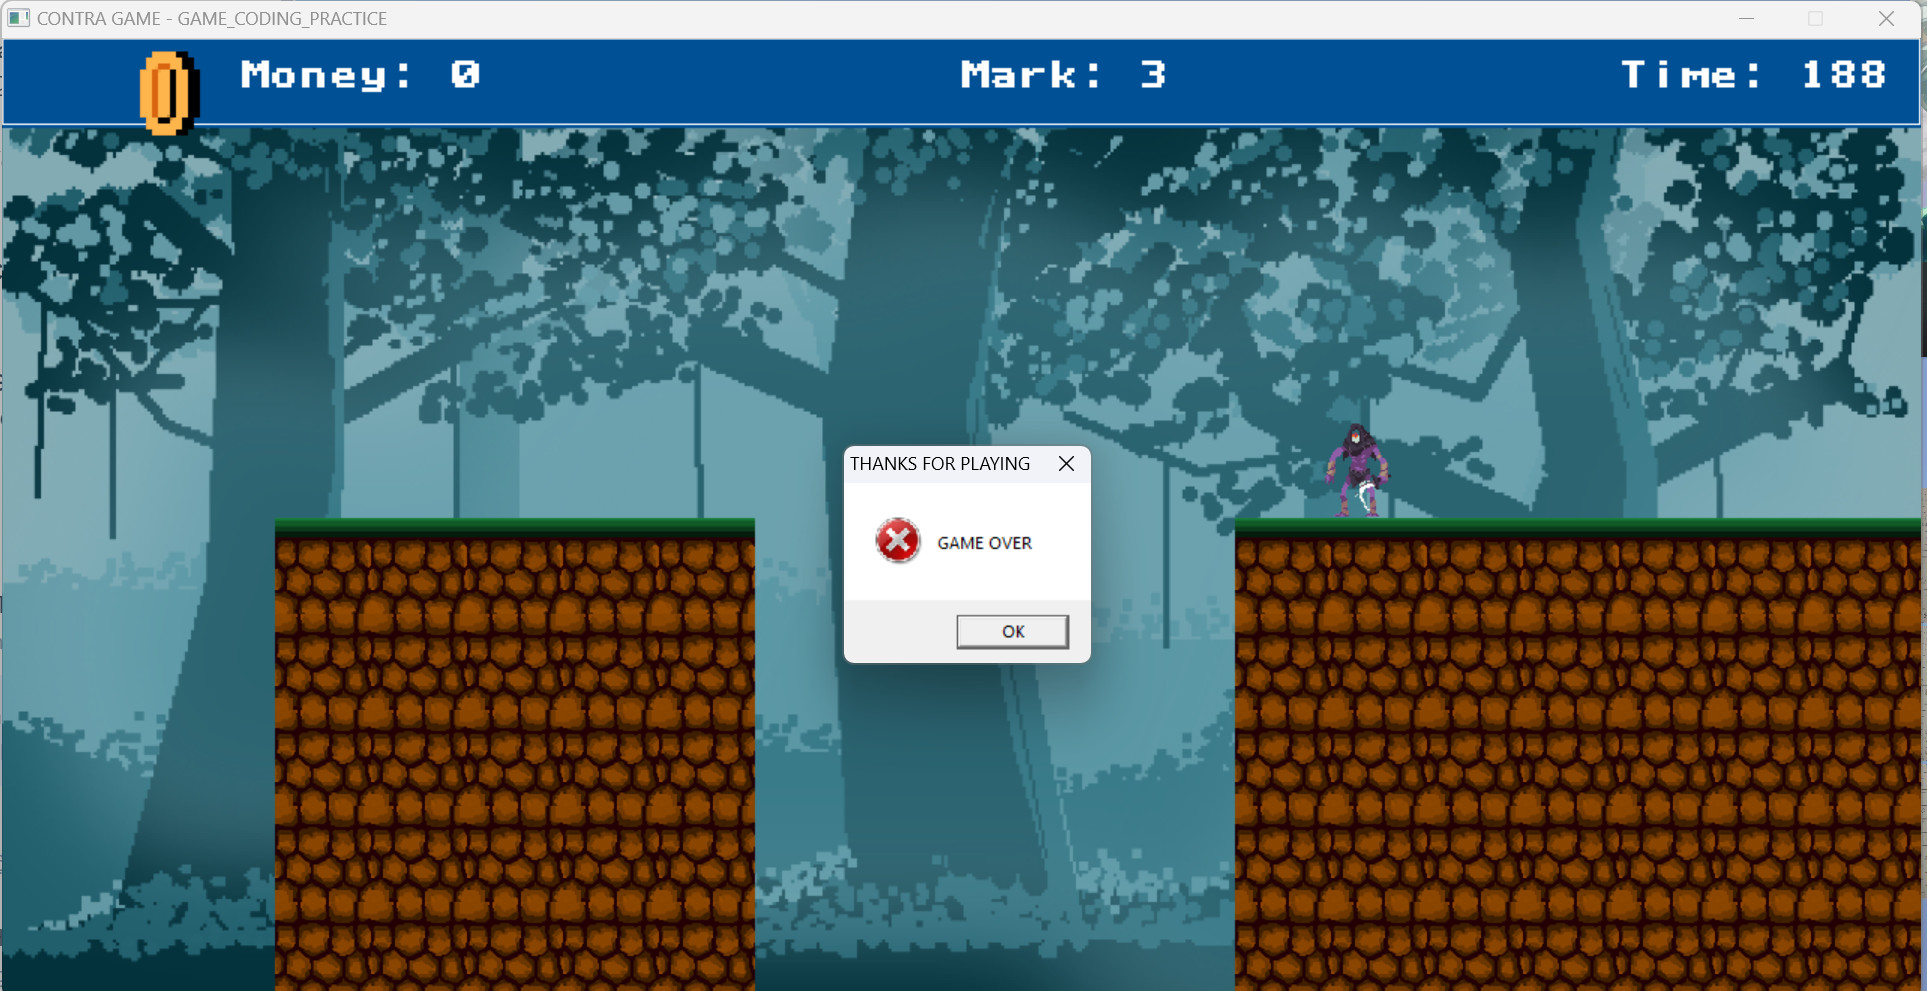 CONTRA GAME - GAME_CODING_PRACTICE
Money: 0
Mark: 3
Time: 188
THANKS FOR PLAYING
GAME OVER
OK